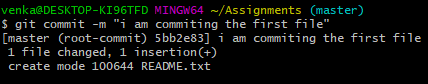 venka@DESKTOP-KI96TFD MINGW64 ~/Assignments (master)
$ git commit -m "i am commiting the first file"
[master (root-commit) 5bb2e83] i am commiting the first file
 1 file changed, 1 insertion(+)
 create mode 100644 README.txt